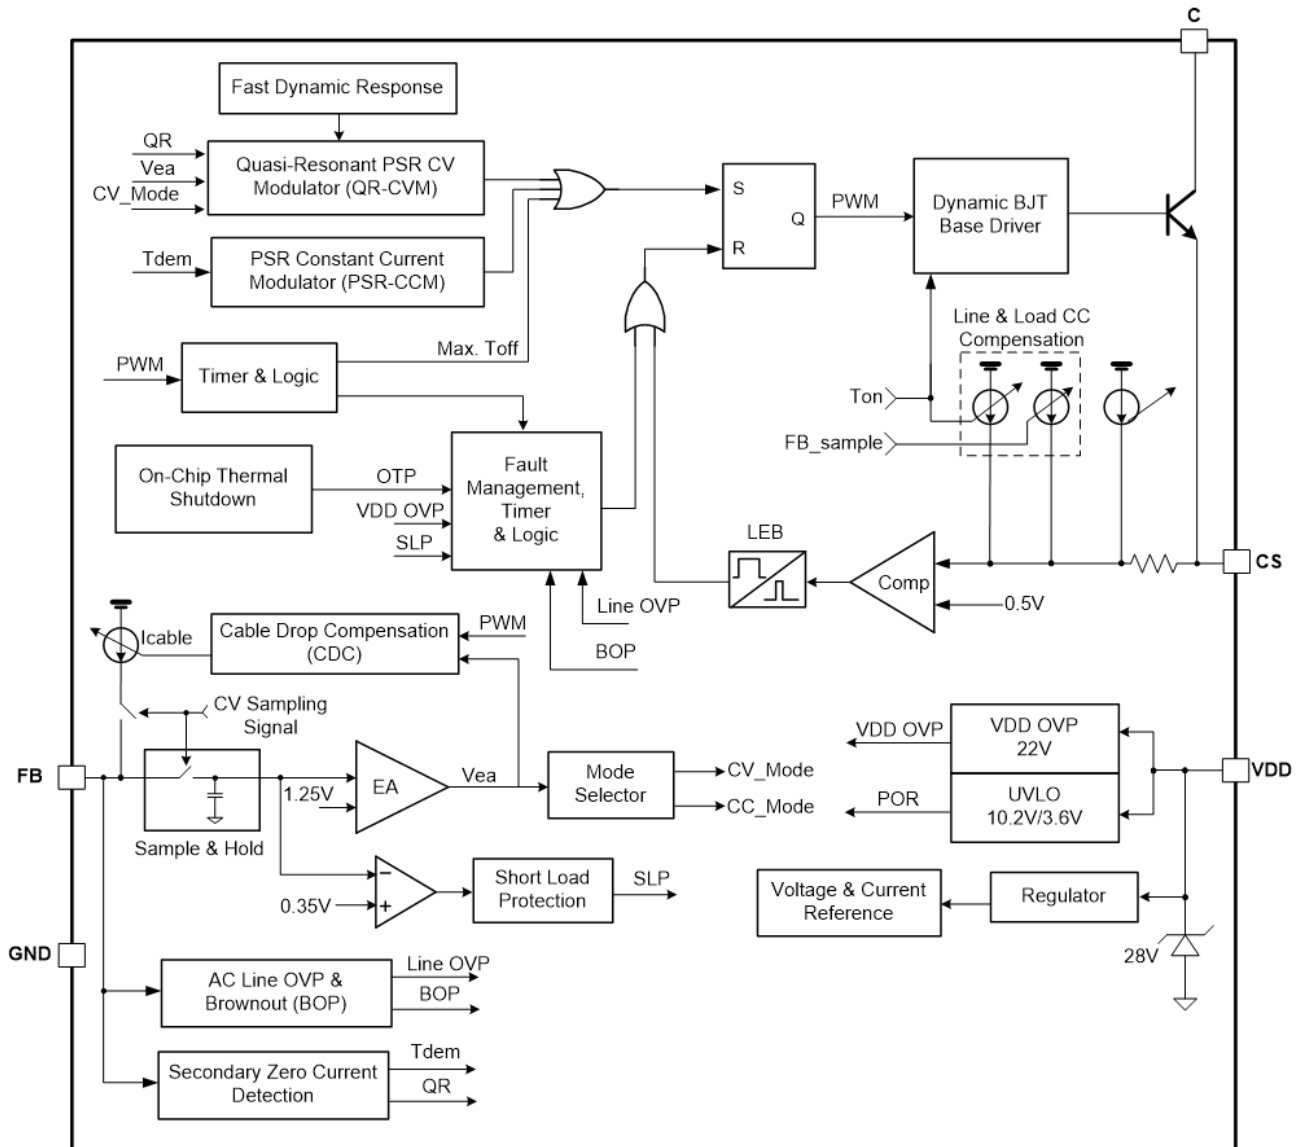 C
Fast Dynamic Response
QR
Vea
CV_Mode
Quasi-Resonant PSR CV
Modulator (QR-CVM)
S
R
Q
PWM
Dynamic BJT
Base Driver
Tdem
PSR Constant Current
Modulator (PSR-CCM)
Line & Load CC
Compensation
PWM
Timer & Logic
Max. Toff
Ton
FB_sample
On-Chip Thermal
Shutdown
OTP
VDD OVP
SLP
Fault
Management,
Timer
& Logic
LEB
Comp
CS
0.5V
Line OVP
BOP
Icable
Cable Drop Compensation
(CDC)
PWM
CV Sampling
Signal
FB
Sample & Hold
1.25V
EA
Vea
Mode
Selector
CV_Mode
CC_Mode
VDD OVP
POR
VDD OVP
22V
UVLO
10.2V/3.6V
VDD
0.35V
−
+
Short Load
Protection
SLP
Voltage & Current
Reference
Regulator
28V
GND
AC Line OVP &
Brownout (BOP)
Line OVP
BOP
Secondary Zero Current
Detection
Tdem
QR